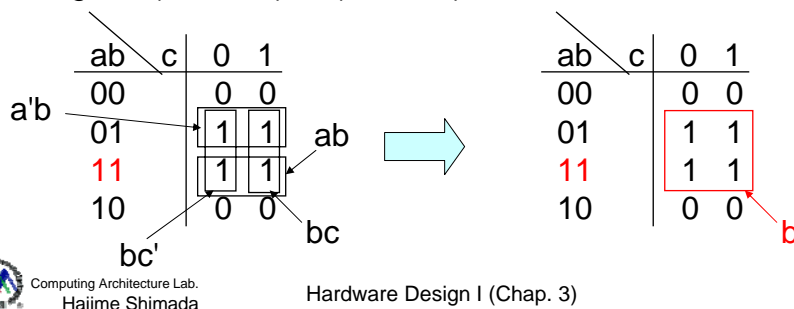 ab c 0 1
00 0 0
a'b 01 1 1 ab
11 1 1
10 0 0
bc' bc
ab c 0 1
00 0 0
01 1 1
11 1 1
10 0 0
b
Computing Architecture Lab.
Hajime Shimada
Hardware Design I (Chap. 3)